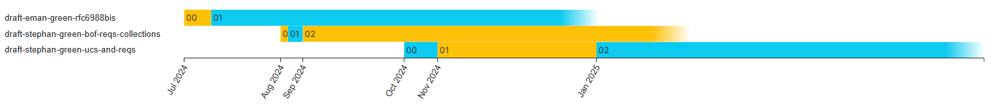 draft-eman-green-rfc6988bis 00 01
draft-stephan-green-bof-reqs-collections 0 01 02
draft-stephan-green-ucs-and-reqs 00 01 02
Jul 2024 Aug 2024 Sep 2024 Oct 2024 Nov 2024 Jan 2025